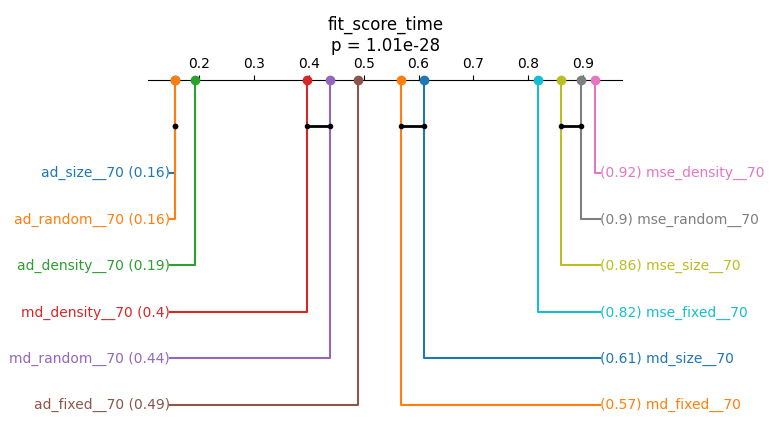 fit_score_time
p = 1.01e-28
0.2 0.3 0.4 0.5 0.6 0.7 0.8 0.9
ad_size__70 (0.16)
(0.92) mse_density__70
ad_random__70 (0.16)
(0.9) mse_random__70
ad_density__70 (0.19)
(0.86) mse_size__70
md_density__70 (0.4)
(0.82) mse_fixed__70
md_random__70 (0.44)
(0.61) md_size__70
ad_fixed__70 (0.49)
(0.57) md_fixed__70